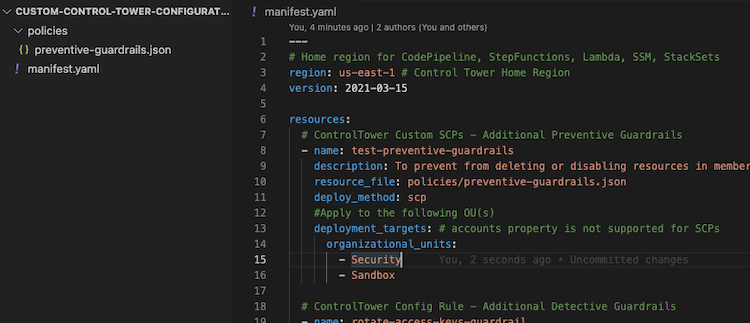 CUSTOM-CONTROL-TOWER-CONFIGURAT...
policies
{} preventive-guardrails.json
! manifest.yaml
! manifest.yaml
You, 4 minutes ago | 2 authors (You and others)
1 ---
2 # Home region for CodePipeline, StepFunctions, Lambda, SSM, StackSets
3 region: us-east-1 # Control Tower Home Region
4 version: 2021-03-15
5
6 resources:
7 # ControlTower Custom SCPs - Additional Preventive Guardrails
8 - name: test-preventive-guardrails
9 description: To prevent from deleting or disabling resources in member
10 resource_file: policies/preventive-guardrails.json
11 deploy_method: scp
12 #Apply to the following OU(s)
13 deployment_targets: # accounts property is not supported for SCPs
14 organizational_units:
15 - Security You, 2 seconds ago • Uncommitted changes
16 - Sandbox
17
18 # ControlTower Config Rule - Additional Detective Guardrails
19 - name: rotate-access-keys-guardrail